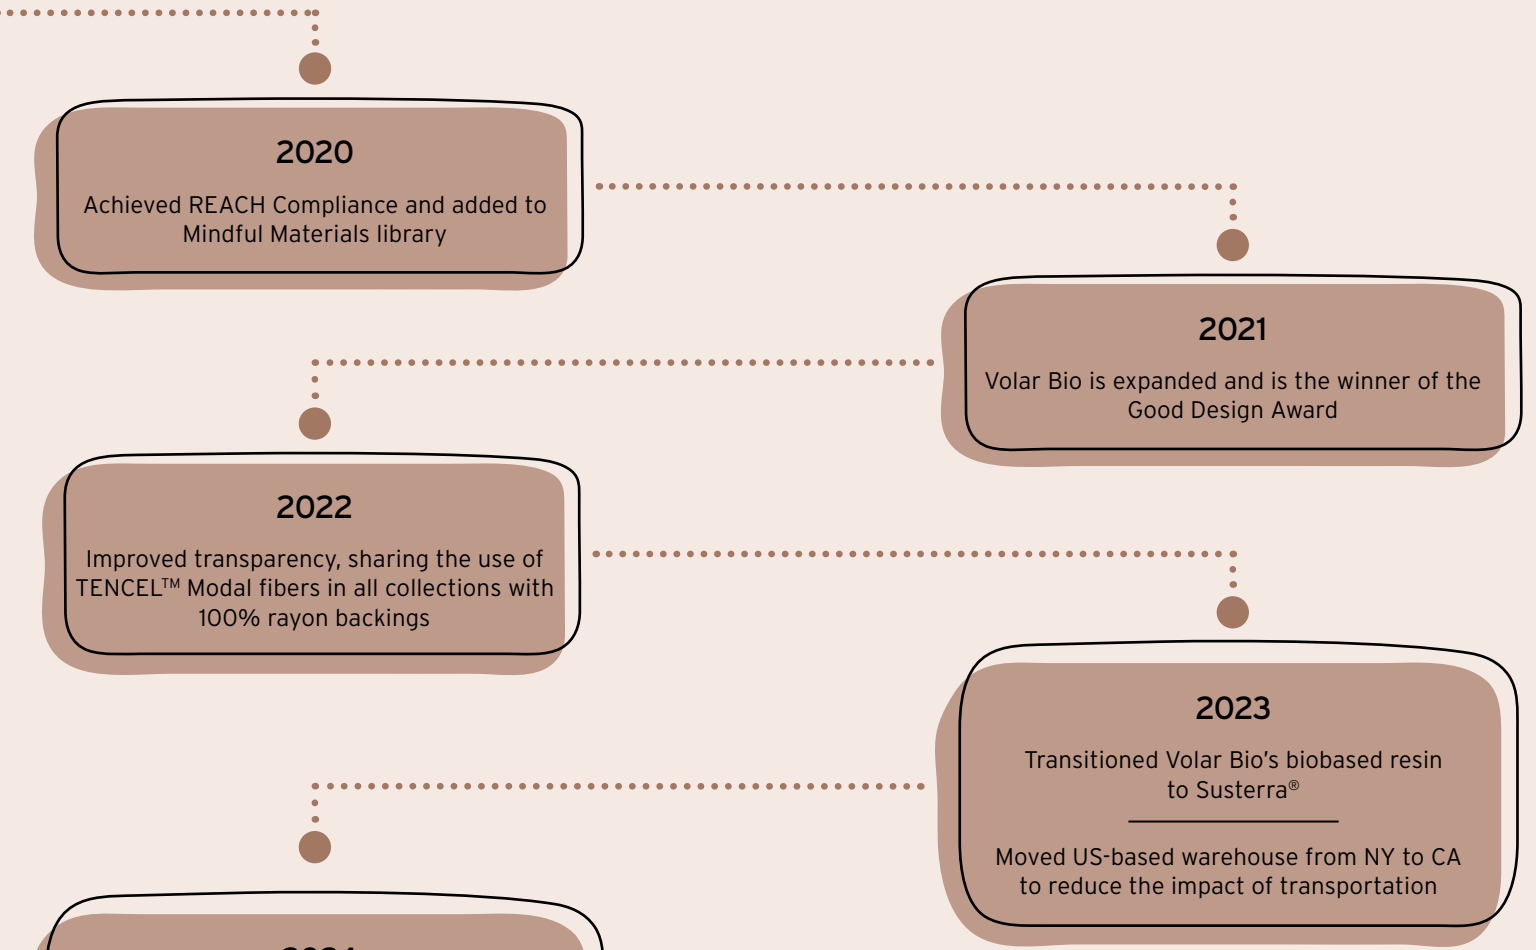 2020
Achieved REACH Compliance and added to
Mindful Materials library
2021
Volar Bio is expanded and is the winner of the
Good Design Award
2022
Improved transparency, sharing the use of
TENCEL™ Modal fibers in all collections with
100% rayon backings
2023
Transitioned Volar Bio’s biobased resin
to Susterra®
Moved US-based warehouse from NY to CA
to reduce the impact of transportation